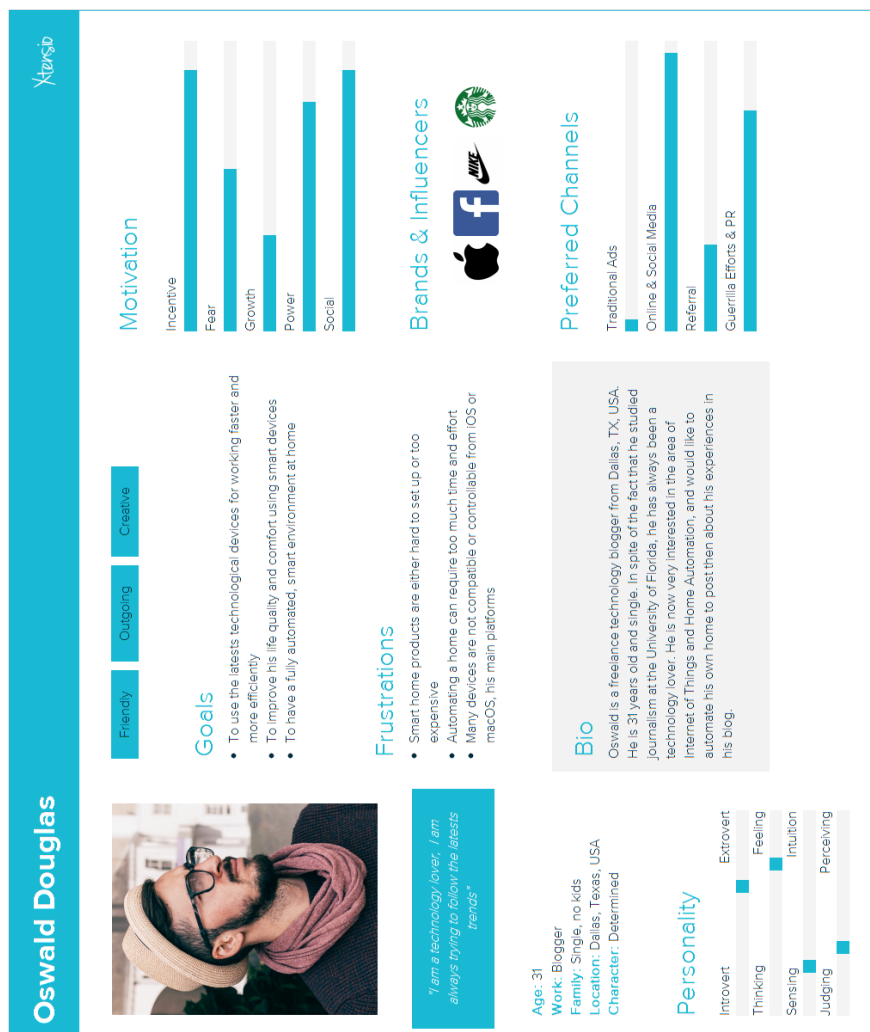 Oswald Douglas
Xtensio
"I am a technology lover, I am
always trying to follow the latests
trends"
Age: 31
Work: Blogger
Family: Single, no kids
Location: Dallas, Texas, USA
Character: Determined
Personality
Introvert Extrovert
Thinking Feeling
Sensing Intuition
Judging Perceiving
Friendly
Outgoing
Creative
Goals
• To use the latests technological devices for working faster and
more efficiently
• To improve his life quality and comfort using smart devices
• To have a fully automated, smart environment at home
Frustrations
• Smart home products are either hard to set up or too
expensive
• Automating a home can require too much time and effort
• Many devices are not compatible or controllable from iOS or
macOS, his main platforms
Bio
Oswald is a freelance technology blogger from Dallas, TX, USA.
He is 31 years old and single. In spite of the fact that he studied
journalism at the University of Florida, he has always been a
technology lover. He is now very interested in the area of
Internet of Things and Home Automation, and would like to
automate his own home to post then about his experiences in
his blog.
Motivation
Incentive
Fear
Growth
Power
Social
Brands & Influencers
f
NIKE
Preferred Channels
Traditional Ads
Online & Social Media
Referral
Guerrilla Efforts & PR